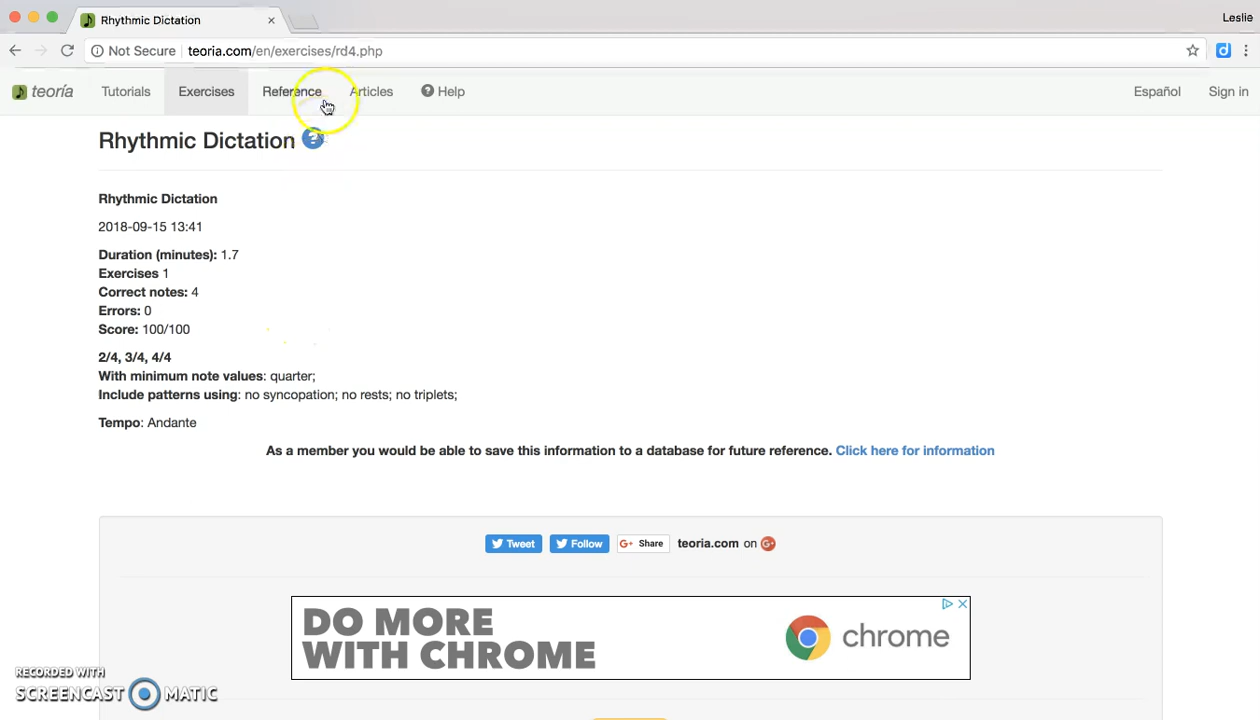 Rhythmic Dictation
Leslie
Not Secure teoria.com/en/exercises/rd4.php
teoría Tutorials Exercises Reference Articles Help Español Sign in
Rhythmic Dictation
Rhythmic Dictation
2018-09-15 13:41
Duration (minutes): 1.7
Exercises 1
Correct notes: 4
Errors: 0
Score: 100/100
2/4, 3/4, 4/4
With minimum note values: quarter;
Include patterns using: no syncopation; no rests; no triplets;
Tempo: Andante
As a member you would be able to save this information to a database for future reference. Click here for information
Tweet Follow G+ Share teoria.com on G+
DO MORE
WITH CHROME
chrome
RECORDED WITH
SCREENCAST MATIC